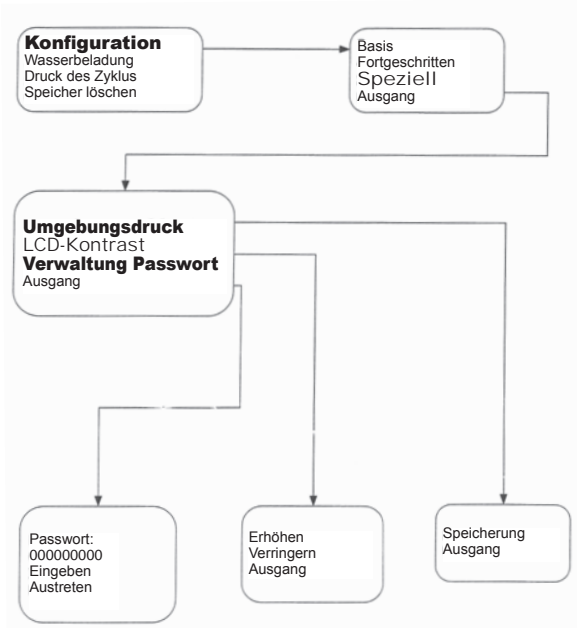 Konfiguration
Wasserbeladung
Druck des Zyklus
Speicher löschen
Basis
Fortgeschritten
Speziell
Ausgang
Umgebungsdruck
LCD-Kontrast
Verwaltung Passwort
Ausgang
Passwort:
000000000
Eingeben
Austreten
Erhöhen
Verringern
Ausgang
Speicherung
Ausgang